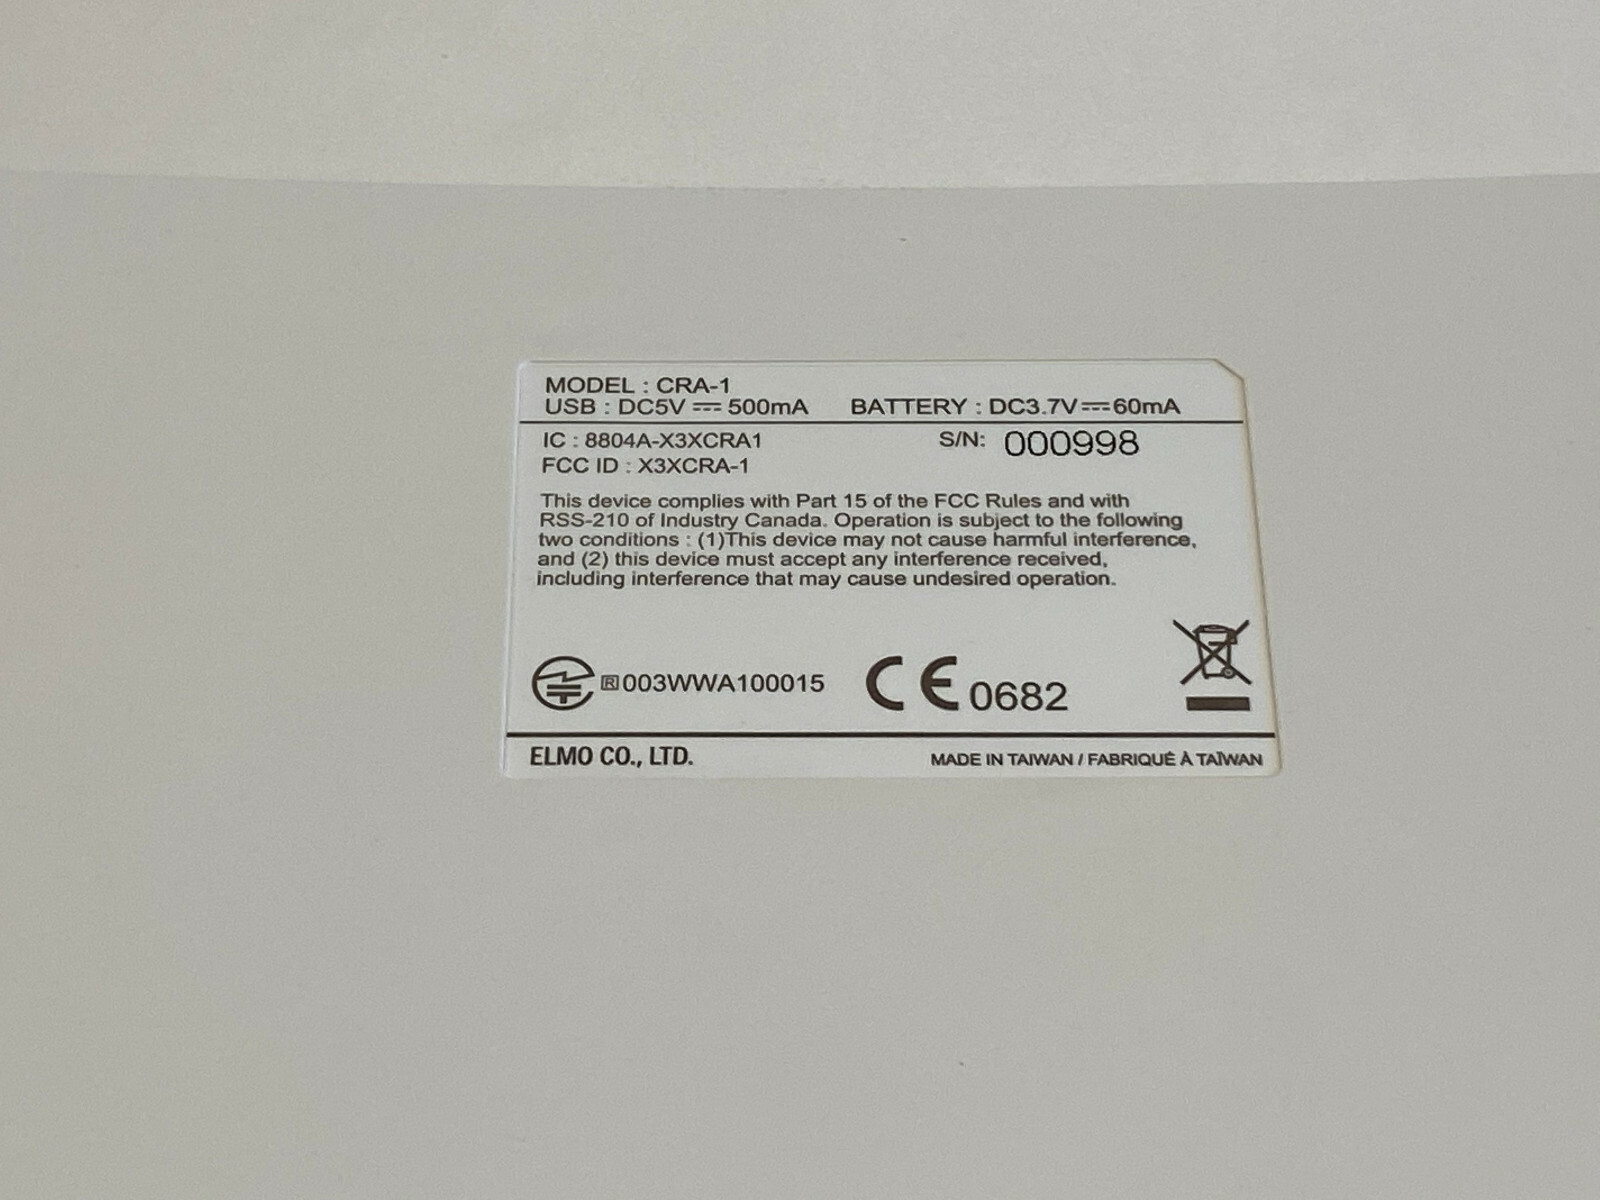 MODEL : CRA-1
USB : DC5V ⎓ 500mA BATTERY : DC3.7V⎓60mA
IC : 8804A-X3XCRA1 S/N: 000998
FCC ID : X3XCRA-1
This device complies with Part 15 of the FCC Rules and with
RSS-210 of Industry Canada. Operation is subject to the following
two conditions : (1)This device may not cause harmful interference,
and (2) this device must accept any interference received,
including interference that may cause undesired operation.
R 003WWA100015 CE 0682
ELMO CO., LTD. MADE IN TAIWAN / FABRIQUÉ À TAÏWAN